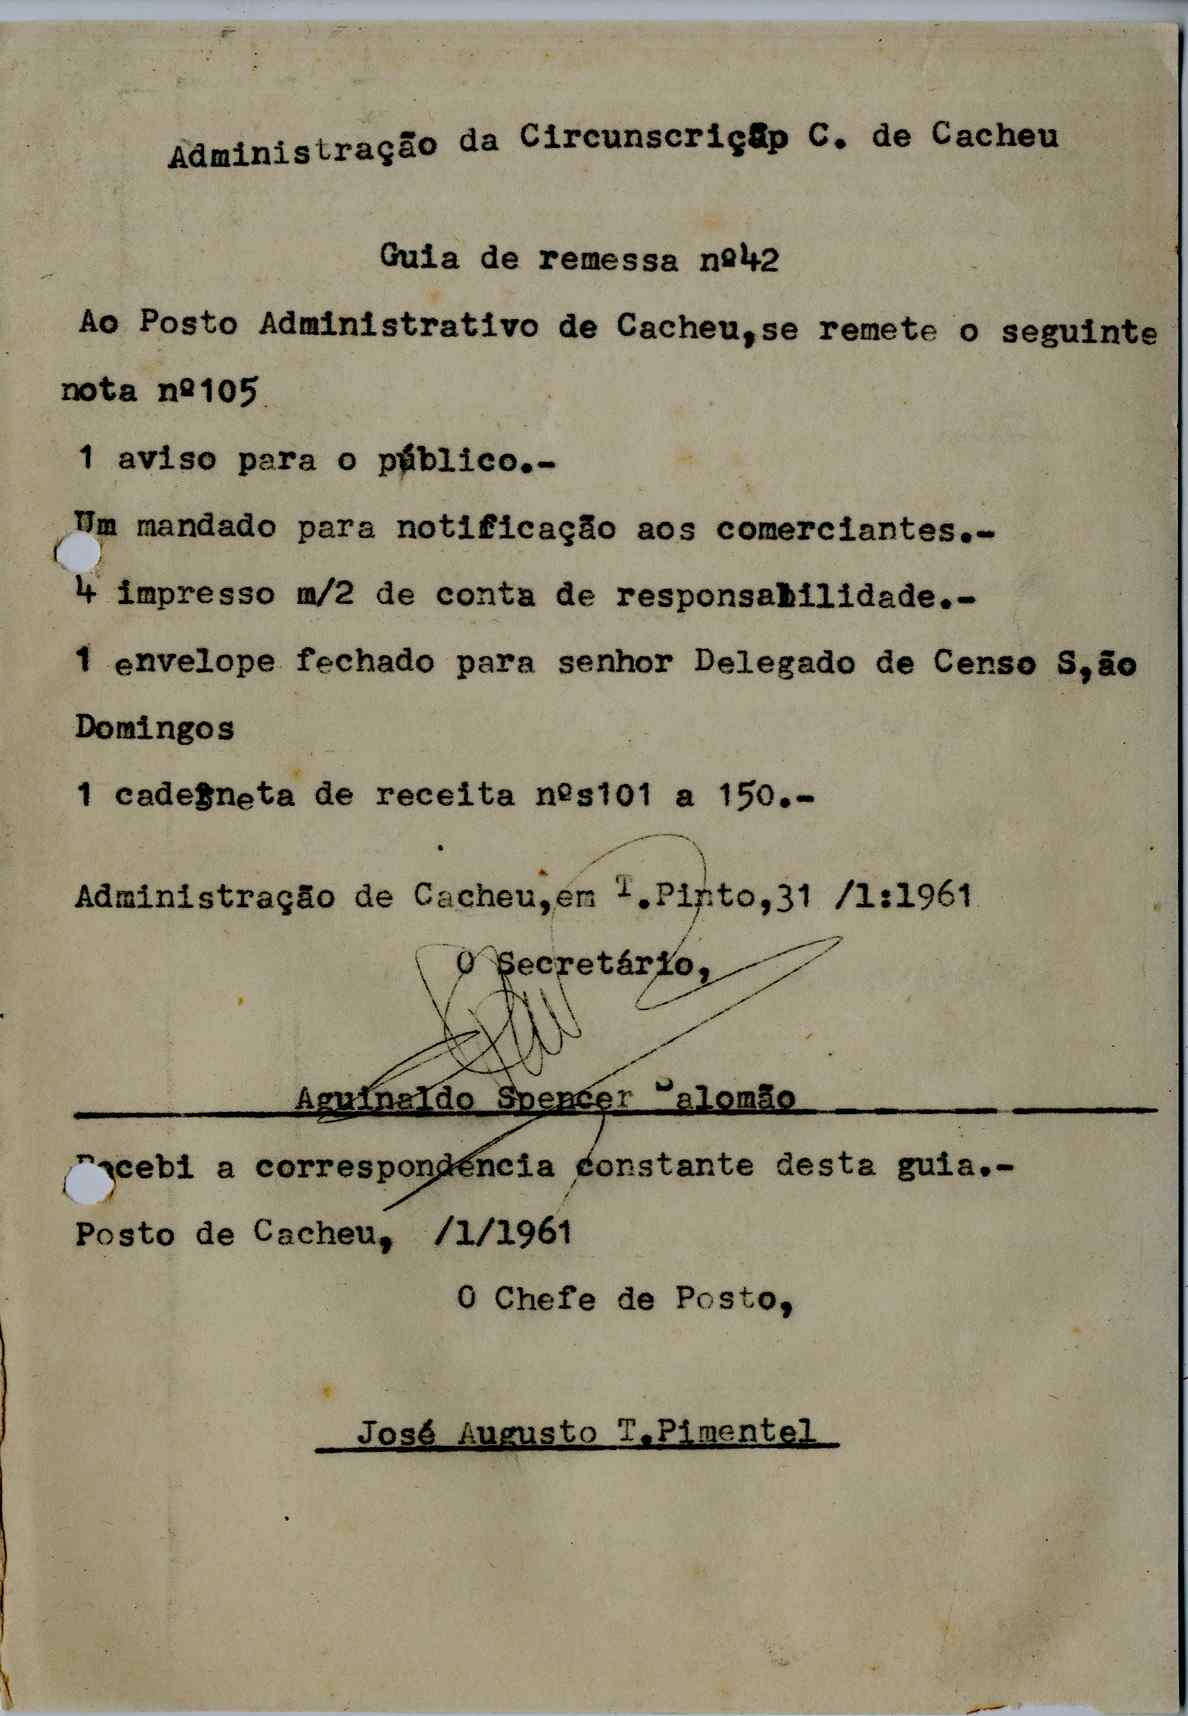 Administração da Circunscriçãp C. de Cacheu
Guia de remessa nº42
Ao Posto Administrativo de Cacheu,se remete o seguinte
nota nº105
1 aviso para o público.-
Um mandado para notificação aos comerciantes.-
4 impresso m/2 de conta de responsabilidade.-
1 envelope fechado para senhor Delegado de Censo S,ão
Domingos
1 cadesneta de receita nºs101 a 150.-
Administração de Cacheu,em T.Pinto,31 /1:1961
O Secretário,
Aguinaldo Spencer Salomão
Recebi a correspondência constante desta guia.-
Posto de Cacheu, /1/1961
O Chefe de Posto,
José Augusto T.Pimentel